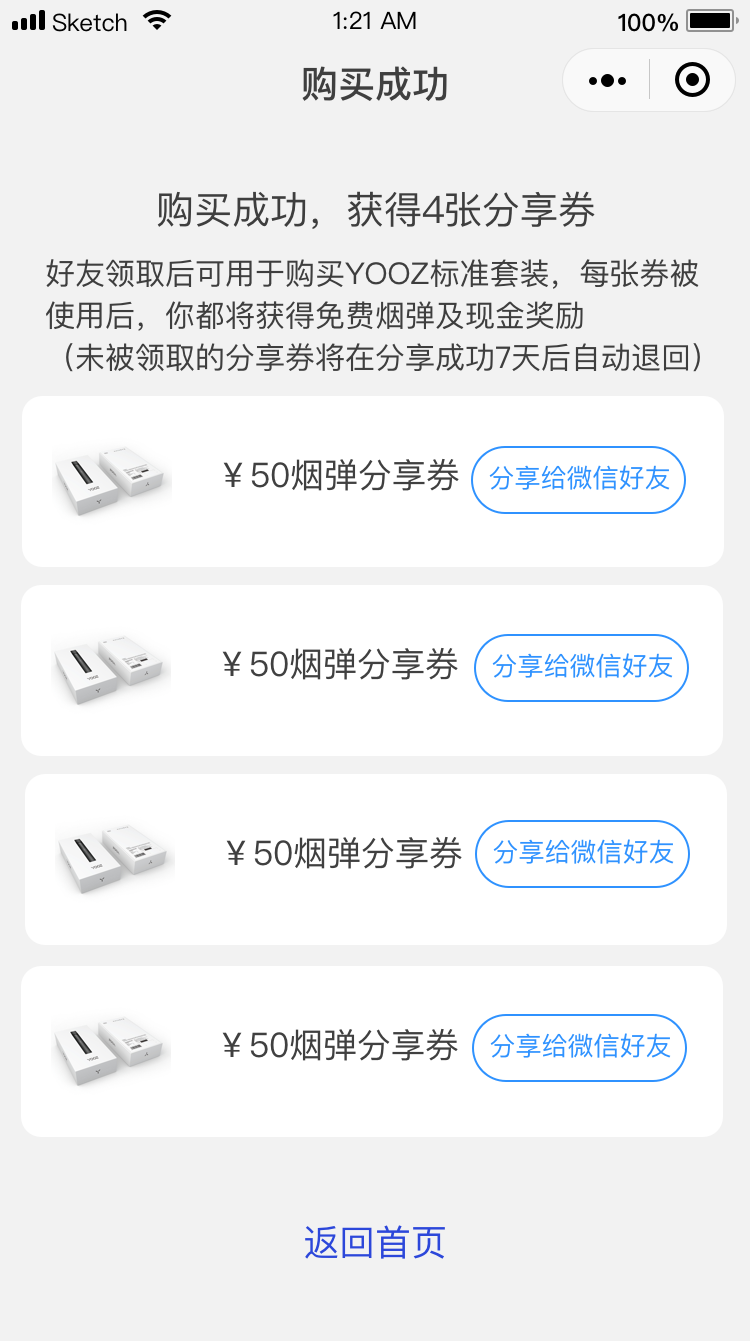 Sketch 1:21 AM 100%
购买成功
购买成功，获得4张分享券
好友领取后可用于购买YOOZ标准套装，每张券被
使用后，你都将获得免费烟弹及现金奖励
（未被领取的分享券将在分享成功7天后自动退回）
YOOZ
¥ 50烟弹分享券 分享给微信好友
YOOZ
¥ 50烟弹分享券 分享给微信好友
YOOZ
¥ 50烟弹分享券 分享给微信好友
YOOZ
¥ 50烟弹分享券 分享给微信好友
返回首页